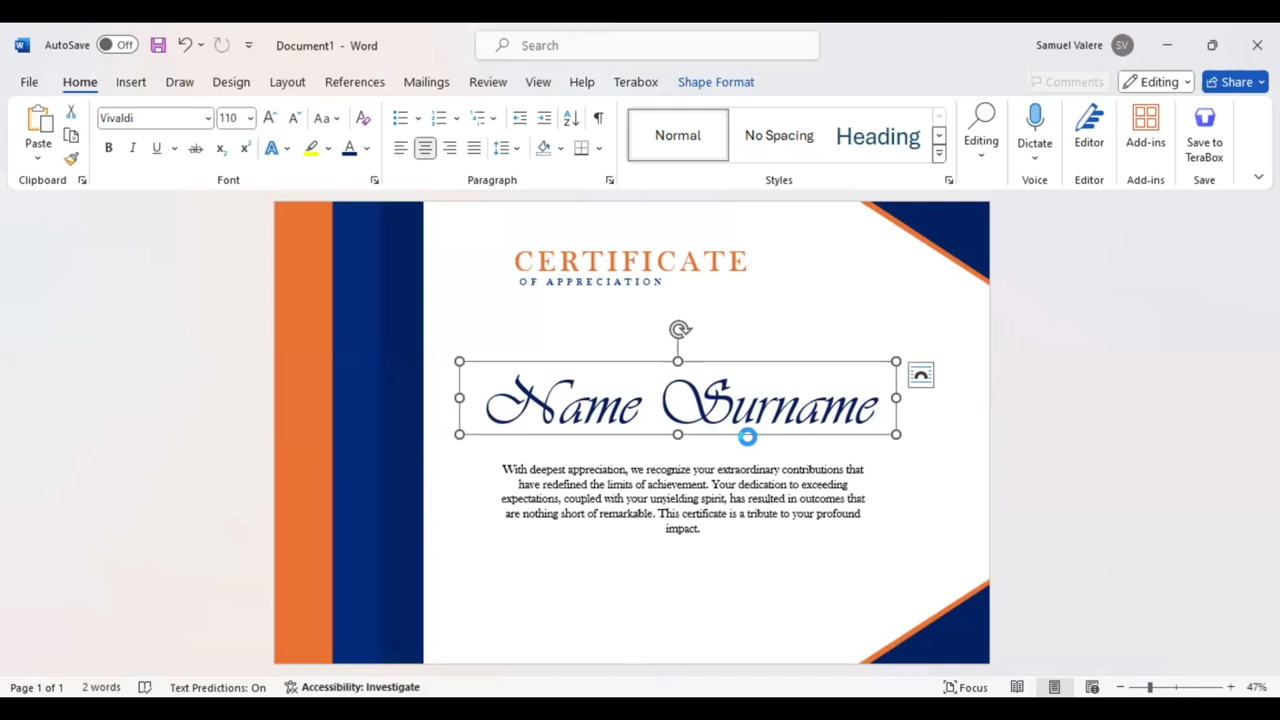 AutoSave Off Document1 - Word Search Samuel Valere SV
File Home Insert Draw Design Layout References Mailings Review View Help Terabox Shape Format Comments Editing Share
Paste Vivaldi 110 Normal No Spacing Heading Editing Dictate Editor Add-ins Save to TeraBox
Clipboard Font Paragraph Styles Voice Editor Add-ins Save
CERTIFICATE
OF APPRECIATION
Name Surname
With deepest appreciation, we recognize your extraordinary contributions that
have redefined the limits of achievement. Your dedication to exceeding
expectations, coupled with your unyielding spirit, has resulted in outcomes that
are nothing short of remarkable. This certificate is a tribute to your profound
impact.
Page 1 of 1 2 words Text Predictions: On Accessibility: Investigate Focus 47%